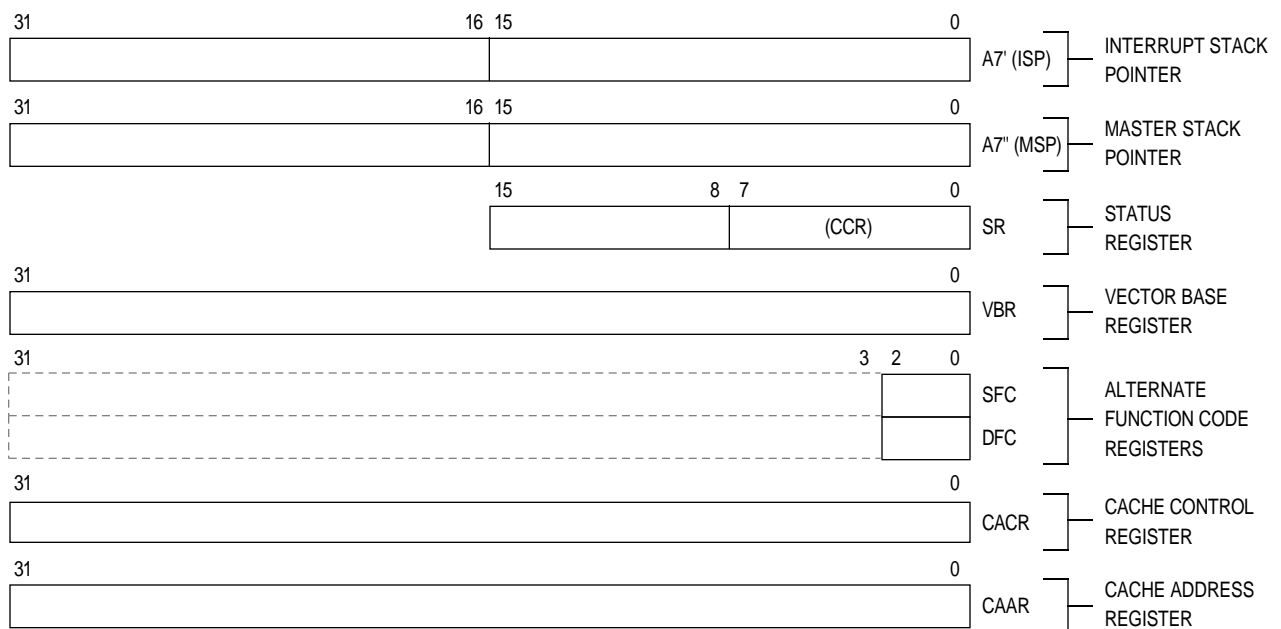 31 16 15 0
A7' (ISP) INTERRUPT STACK
POINTER
31 16 15 0
A7" (MSP) MASTER STACK
POINTER
15 8 7 0
(CCR) SR STATUS
REGISTER
31 0
VBR VECTOR BASE
REGISTER
31 3 2 0
SFC ALTERNATE
FUNCTION CODE
DFC REGISTERS
31 0
CACR CACHE CONTROL
REGISTER
31 0
CAAR CACHE ADDRESS
REGISTER